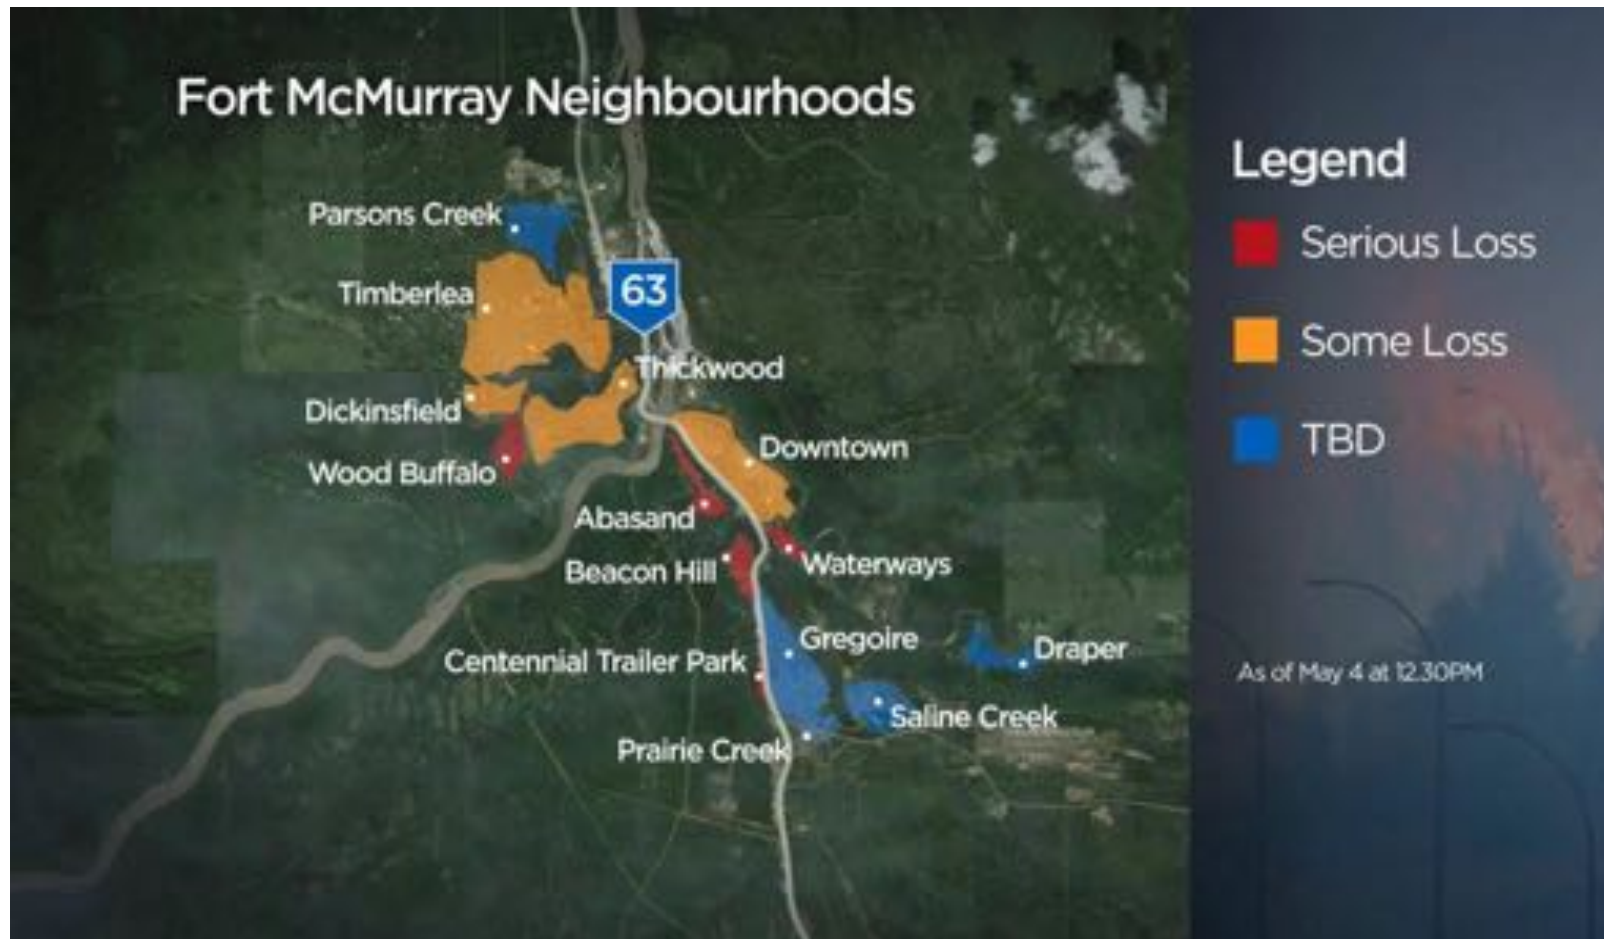 Fort McMurray Neighbourhoods
Legend
Serious Loss
Some Loss
TBD
As of May 4 at 12.30PM
Parsons Creek
Timberlea
63
Thickwood
Dickinsfield
Wood Buffalo
Downtown
Abasand
Beacon Hill
Waterways
Gregoire
Draper
Centennial Trailer Park
Saline Creek
Prairie Creek